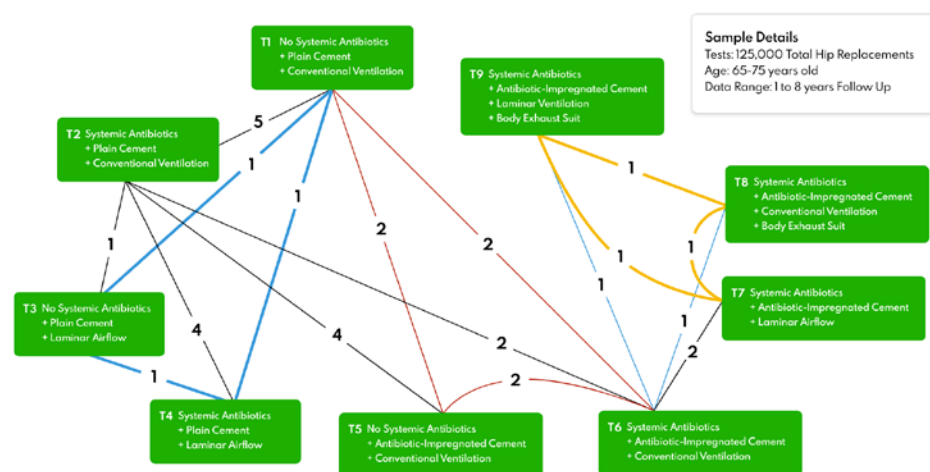 T1 No Systemic Antibiotics
+ Plain Cement
+ Conventional Ventilation
Sample Details
Tests: 125,000 Total Hip Replacements
Age: 65-75 years old
Data Range: 1 to 8 years Follow Up
T9 Systemic Antibiotics
+ Antibiotic-Impregnated Cement
+ Laminar Ventilation
+ Body Exhaust Suit
T2 Systemic Antibiotics
+ Plain Cement
+ Conventional Ventilation
5
1
1
1
T8 Systemic Antibiotics
+ Antibiotic-Impregnated Cement
+ Conventional Ventilation
+ Body Exhaust Suit
2
2
1
1
1
1
T7 Systemic Antibiotics
+ Antibiotic-Impregnated Cement
+ Laminar Airflow
T3 No Systemic Antibiotics
+ Plain Cement
+ Laminar Airflow
4
4
2
1
2
1
2
T4 Systemic Antibiotics
+ Plain Cement
+ Laminar Airflow
T5 No Systemic Antibiotics
+ Antibiotic-Impregnated Cement
+ Conventional Ventilation
T6 Systemic Antibiotics
+ Antibiotic-Impregnated Cement
+ Conventional Ventilation